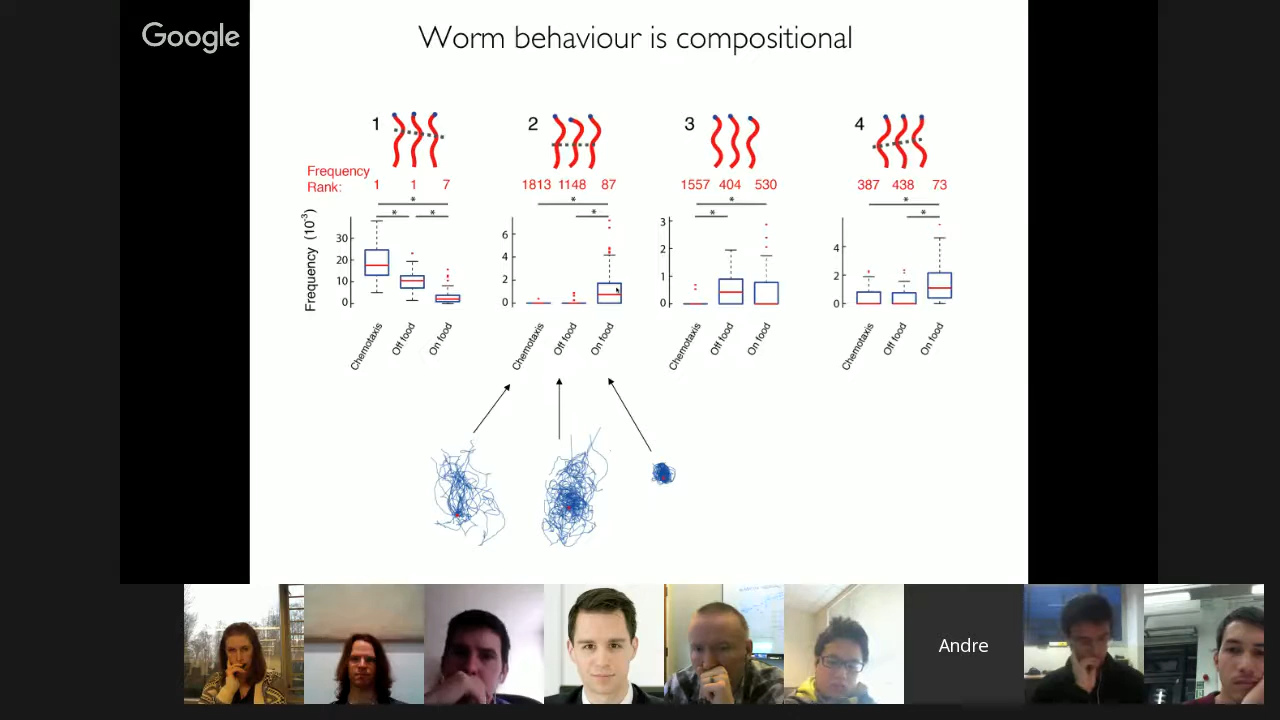 Google
Worm behaviour is compositional
1 2 3 4
Frequency
Rank: 1 1 7 1813 1148 87 1557 404 530 387 438 73
* * * *
* * * * *
Frequency (10⁻³)
30 20 10 0
6 4 2 0
3 2 1 0
4 2 0
Chemotaxis Off food On food
Chemotaxis Off food On food
Chemotaxis Off food On food
Chemotaxis Off food On food
Andre